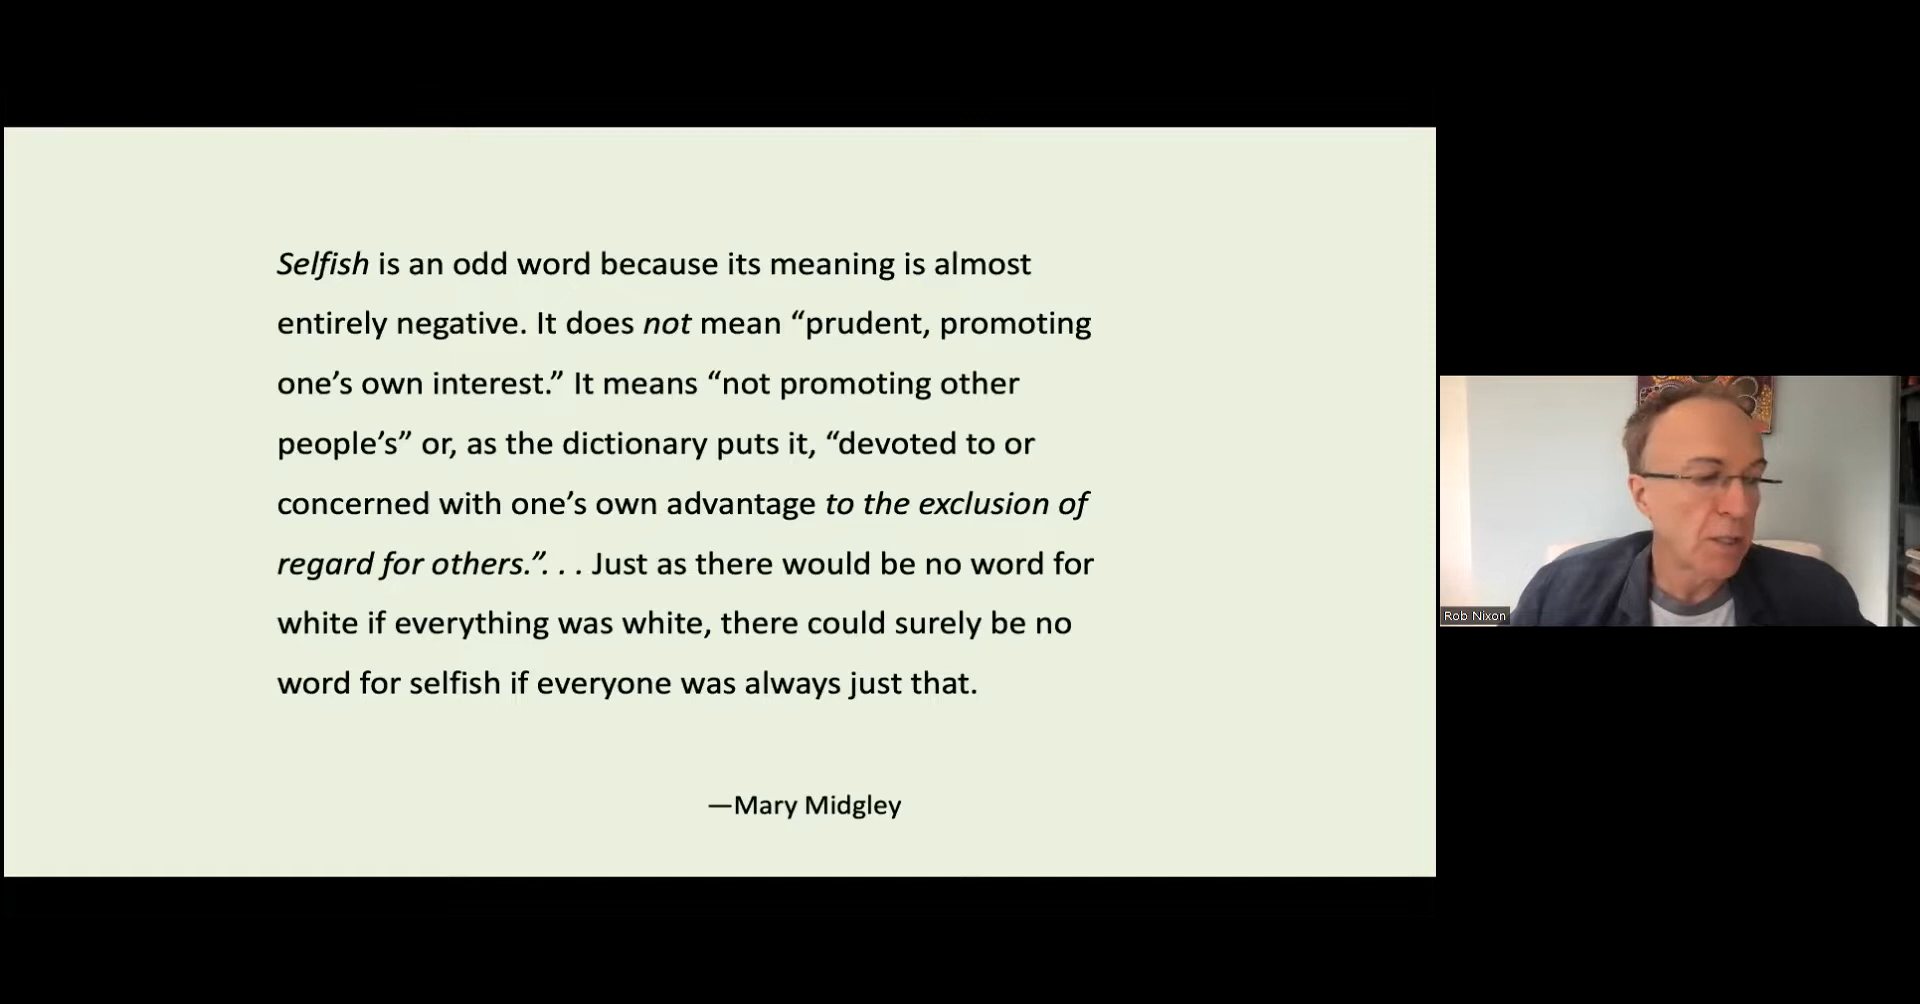 Selfish is an odd word because its meaning is almost
entirely negative. It does not mean “prudent, promoting
one’s own interest.” It means “not promoting other
people’s” or, as the dictionary puts it, “devoted to or
concerned with one’s own advantage to the exclusion of
regard for others.”. . . Just as there would be no word for
white if everything was white, there could surely be no
word for selfish if everyone was always just that.
—Mary Midgley
Rob Nixon